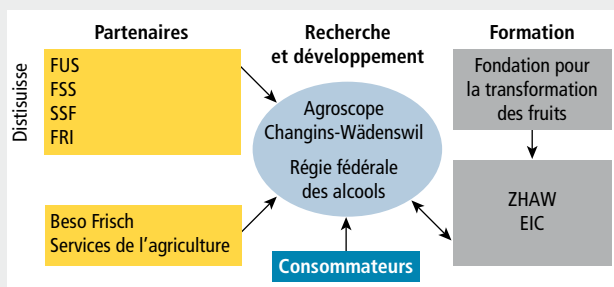 Partenaires
Distisuisse
FUS
FSS
SSF
FRI
Beso Frisch
Services de l'agriculture
Recherche
et développement
Agroscope
Changins-Wädenswil
Régie fédérale
des alcools
Consommateurs
Formation
Fondation pour
la transformation
des fruits
ZHAW
EIC